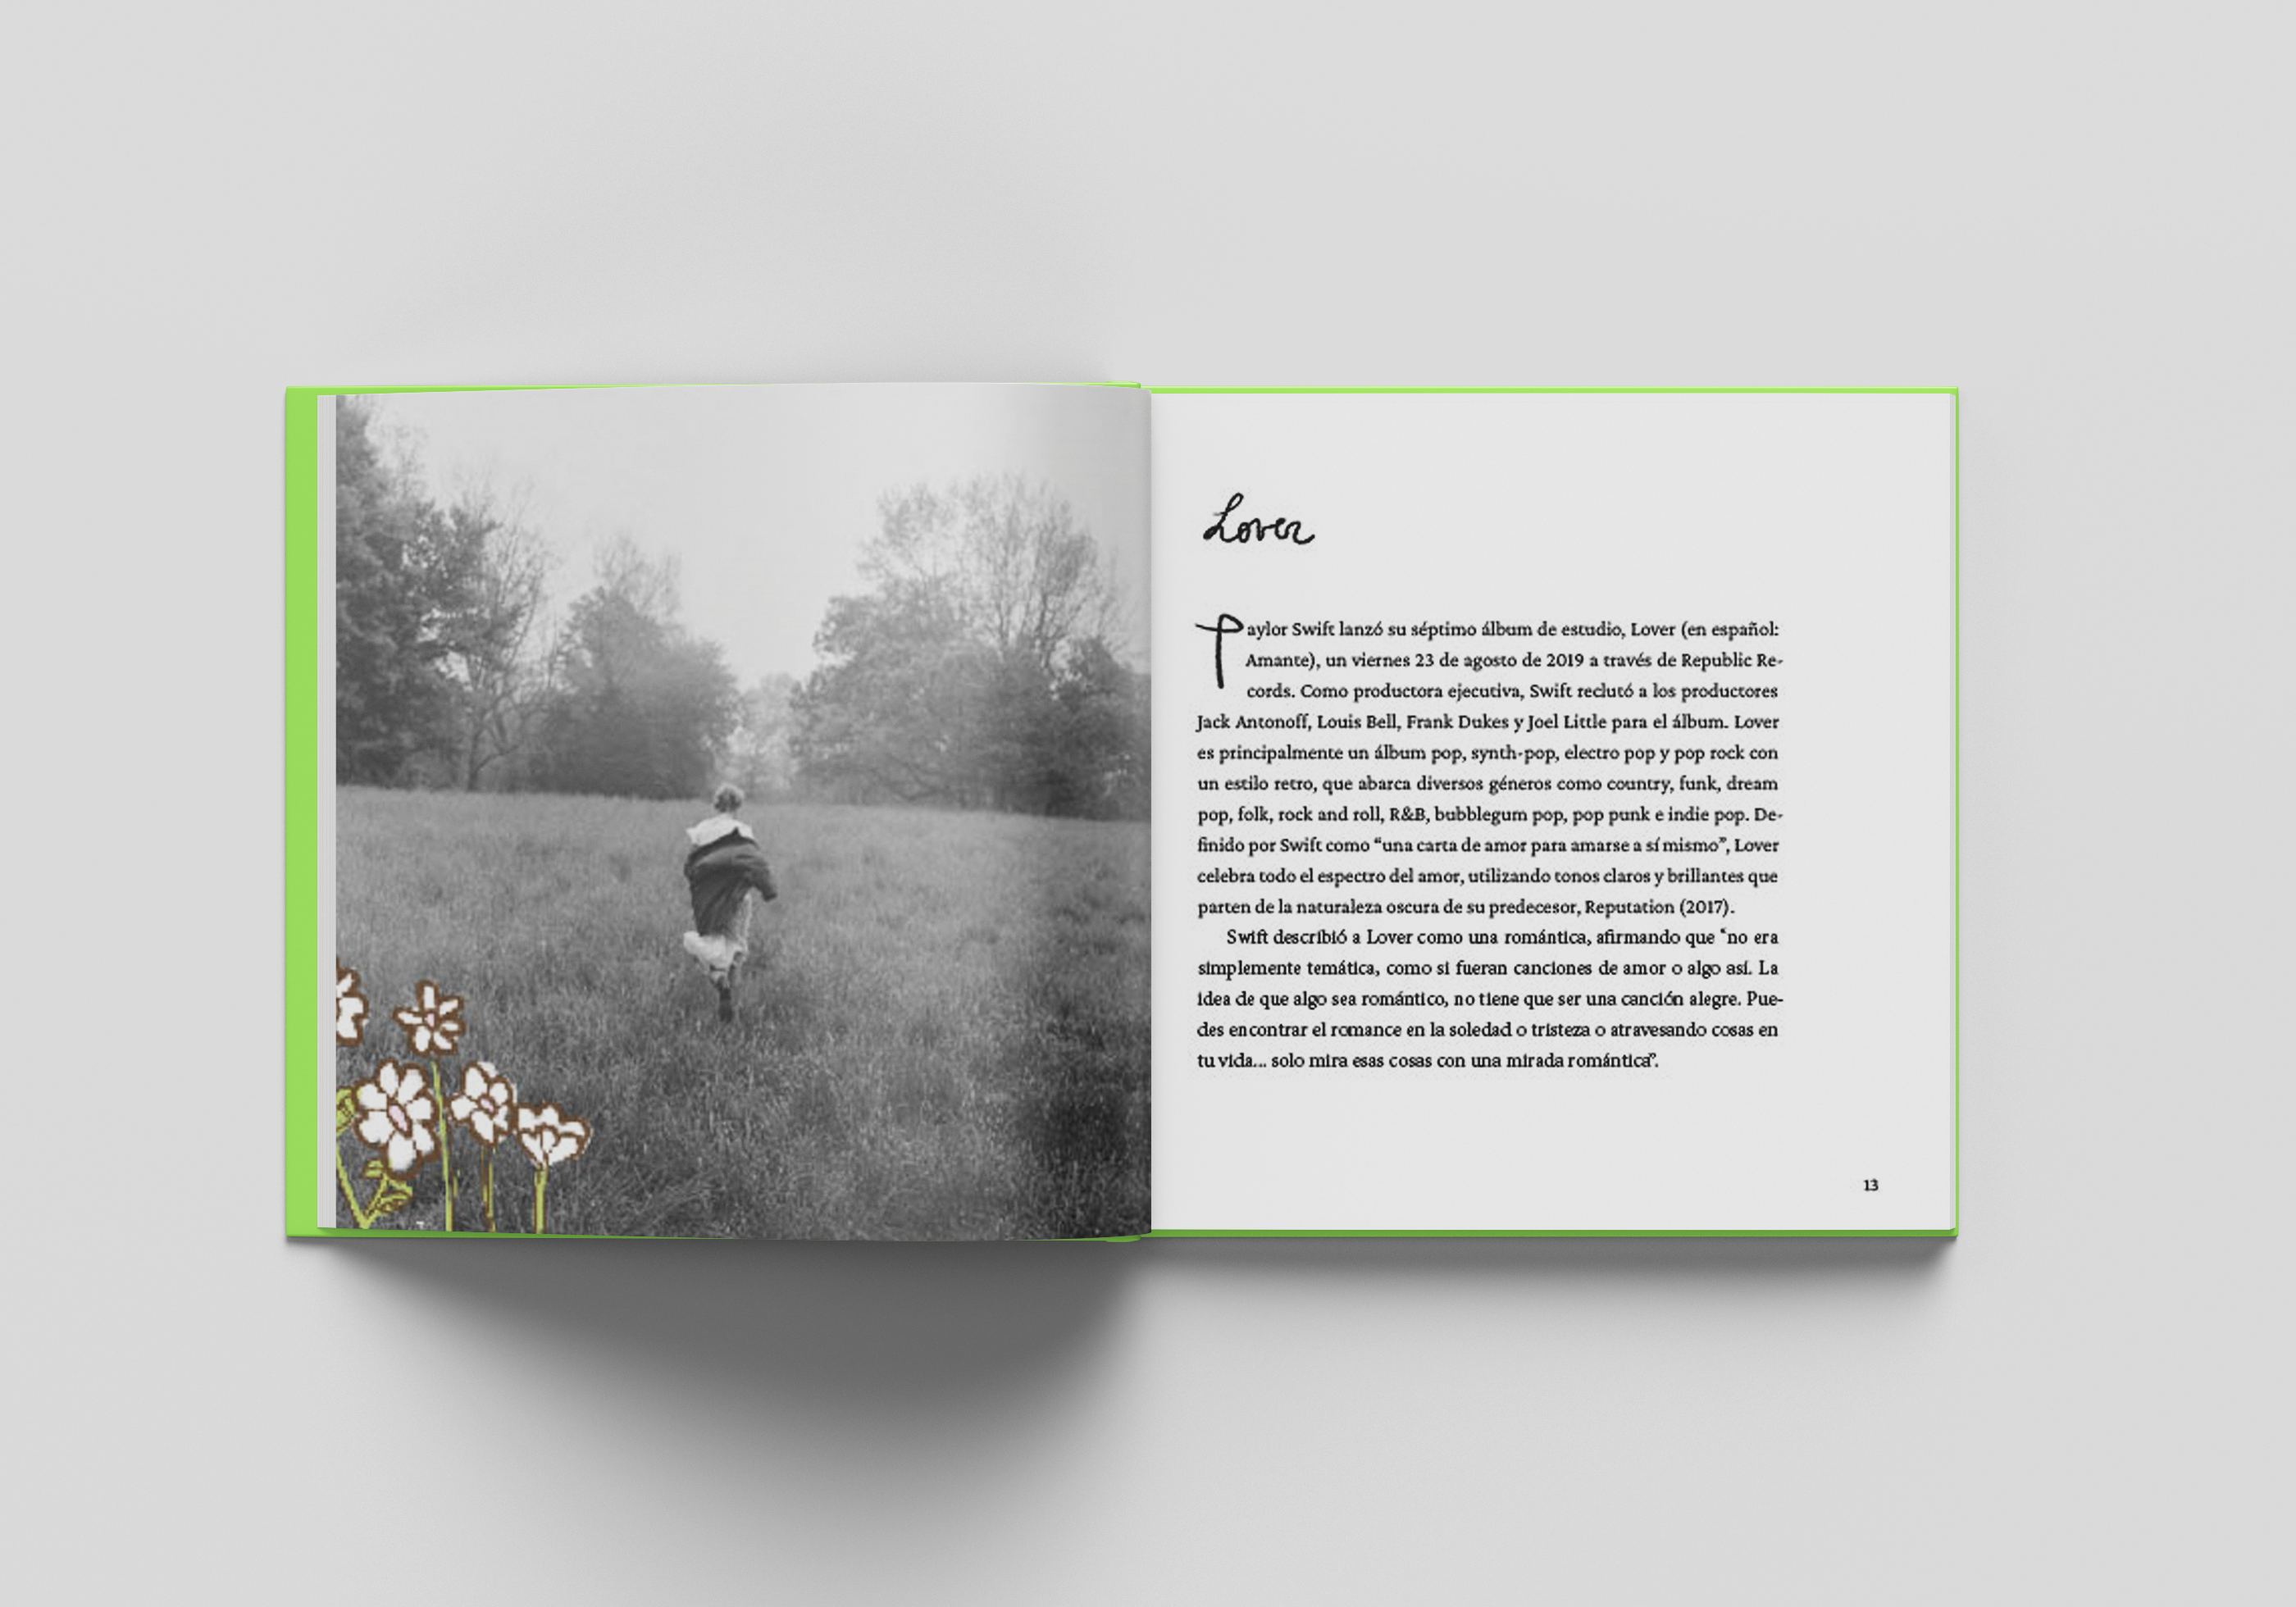 Lover
Taylor Swift lanzó su séptimo álbum de estudio, Lover (en español:
Amante), un viernes 23 de agosto de 2019 a través de Republic Re-
cords. Como productora ejecutiva, Swift reclutó a los productores
Jack Antonoff, Louis Bell, Frank Dukes y Joel Little para el álbum. Lover
es principalmente un álbum pop, synth-pop, electro pop y pop rock con
un estilo retro, que abarca diversos géneros como country, funk, dream
pop, folk, rock and roll, R&B, bubblegum pop, pop punk e indie pop. De-
finido por Swift como “una carta de amor para amarse a sí mismo”, Lover
celebra todo el espectro del amor, utilizando tonos claros y brillantes que
parten de la naturaleza oscura de su predecesor, Reputation (2017).
Swift describió a Lover como una romántica, afirmando que “no era
simplemente temática, como si fueran canciones de amor o algo así. La
idea de que algo sea romántico, no tiene que ser una canción alegre. Pue-
des encontrar el romance en la soledad o tristeza o atravesando cosas en
tu vida... solo mira esas cosas con una mirada romántica”.
13